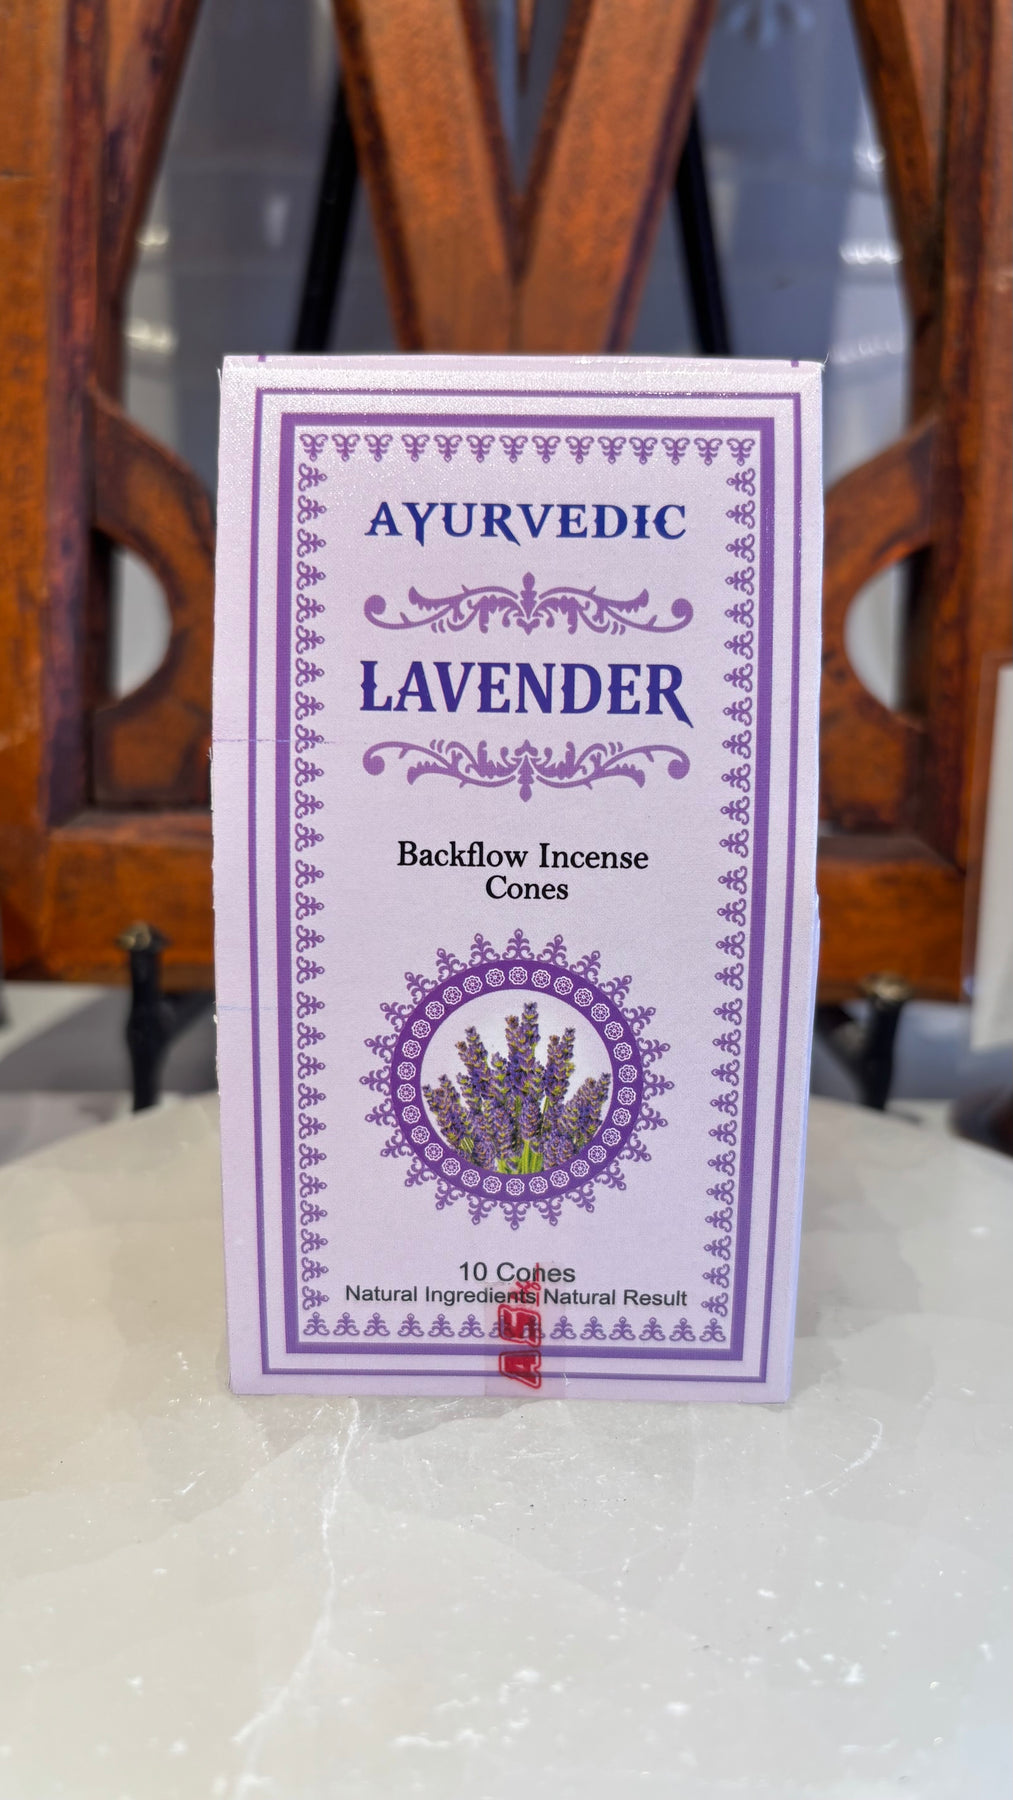 AYURVEDIC
LAVENDER
Backflow Incense
Cones
10 Cones
Natural Ingredients Natural Result